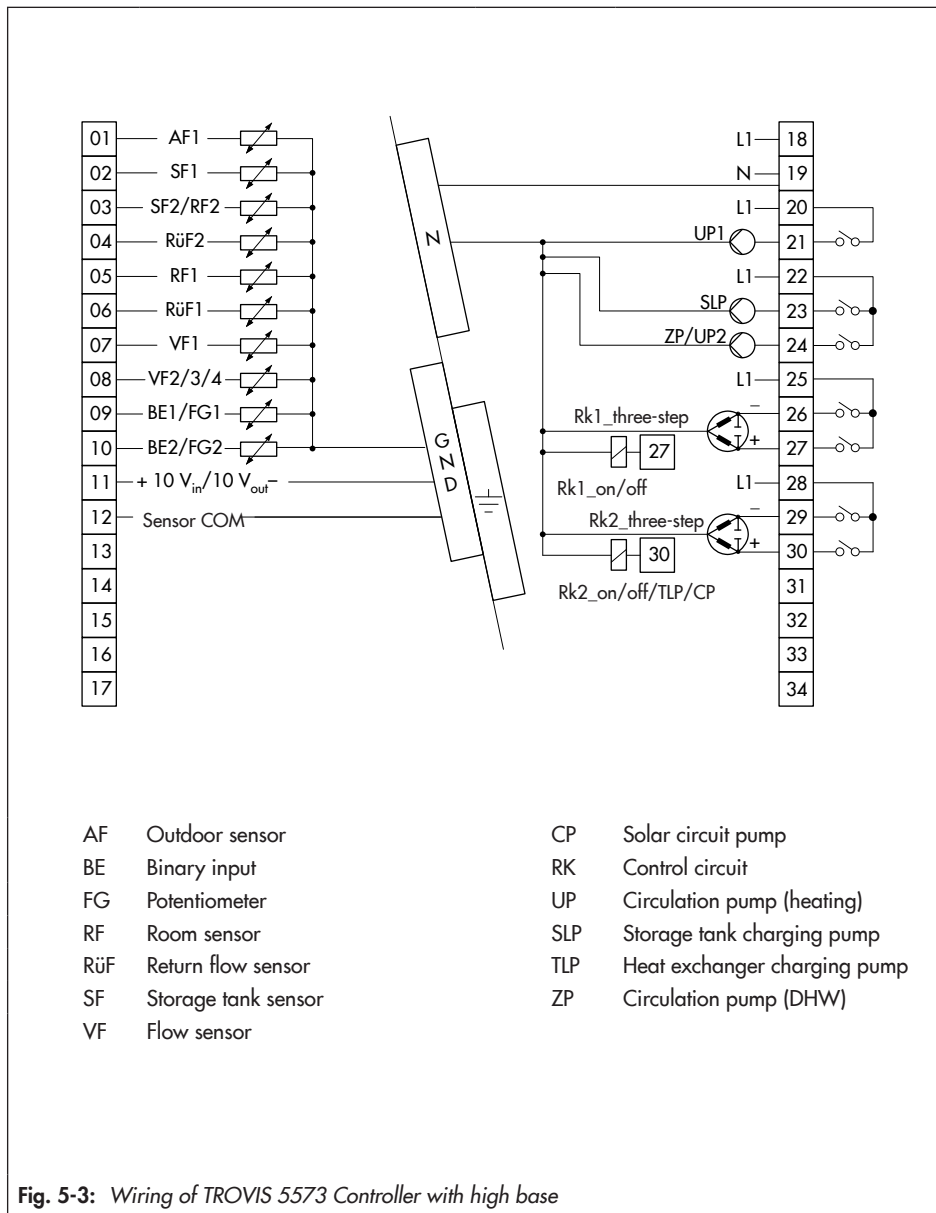 01 AF1 L1 18
02 SF1 N 19
03 SF2/RF2 L1 20
04 RüF2 N UP1 21
05 RF1 L1 22
06 RüF1 SLP 23
07 VF1 ZP/UP2 24
08 VF2/3/4 L1 25
09 BE1/FG1 Rk1_three-step – 26
10 BE2/FG2 GND 27 + 27
11 + 10 Vin/10 Vout– Rk1_on/off L1 28
12 Sensor COM Rk2_three-step – 29
13 30 + 30
14 Rk2_on/off/TLP/CP 31
15 32
16 33
17 34
AF Outdoor sensor
BE Binary input
FG Potentiometer
RF Room sensor
RüF Return flow sensor
SF Storage tank sensor
VF Flow sensor
CP Solar circuit pump
RK Control circuit
UP Circulation pump (heating)
SLP Storage tank charging pump
TLP Heat exchanger charging pump
ZP Circulation pump (DHW)
Fig. 5-3: Wiring of TROVIS 5573 Controller with high base